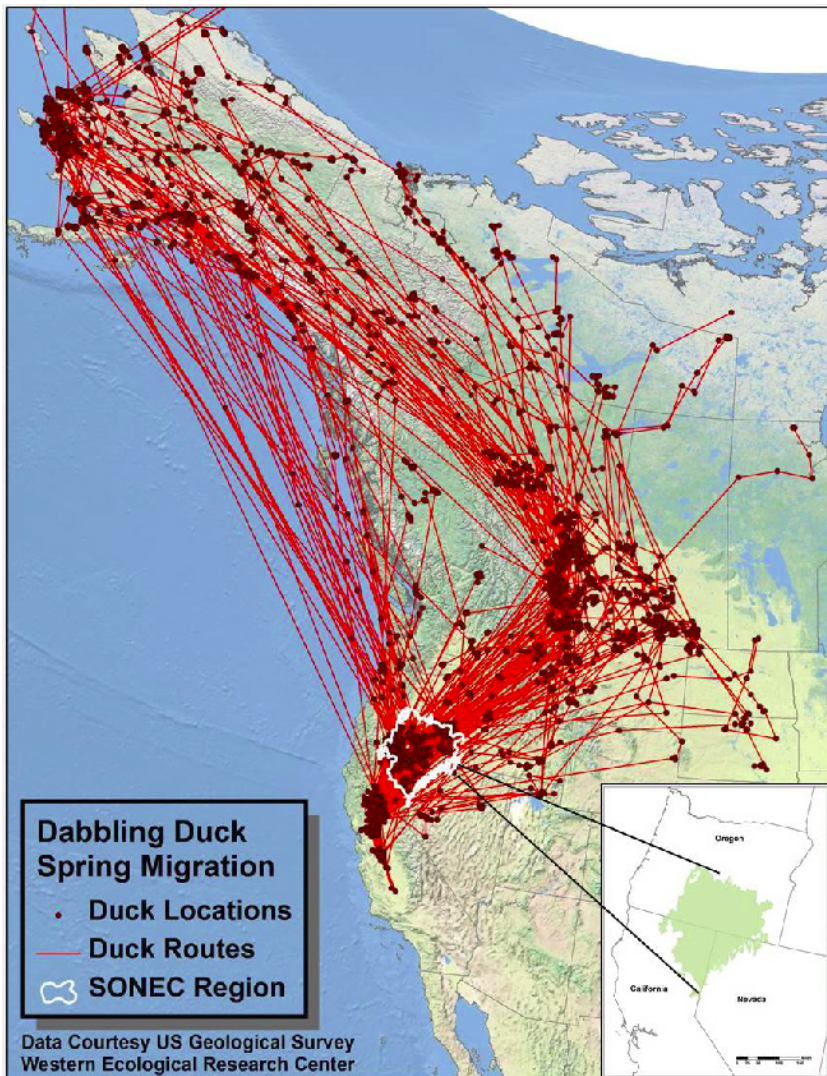 Dabbling Duck
Spring Migration
Duck Locations
Duck Routes
SONEC Region
Data Courtesy US Geological Survey
Western Ecological Research Center
Oregon
California
Nevada